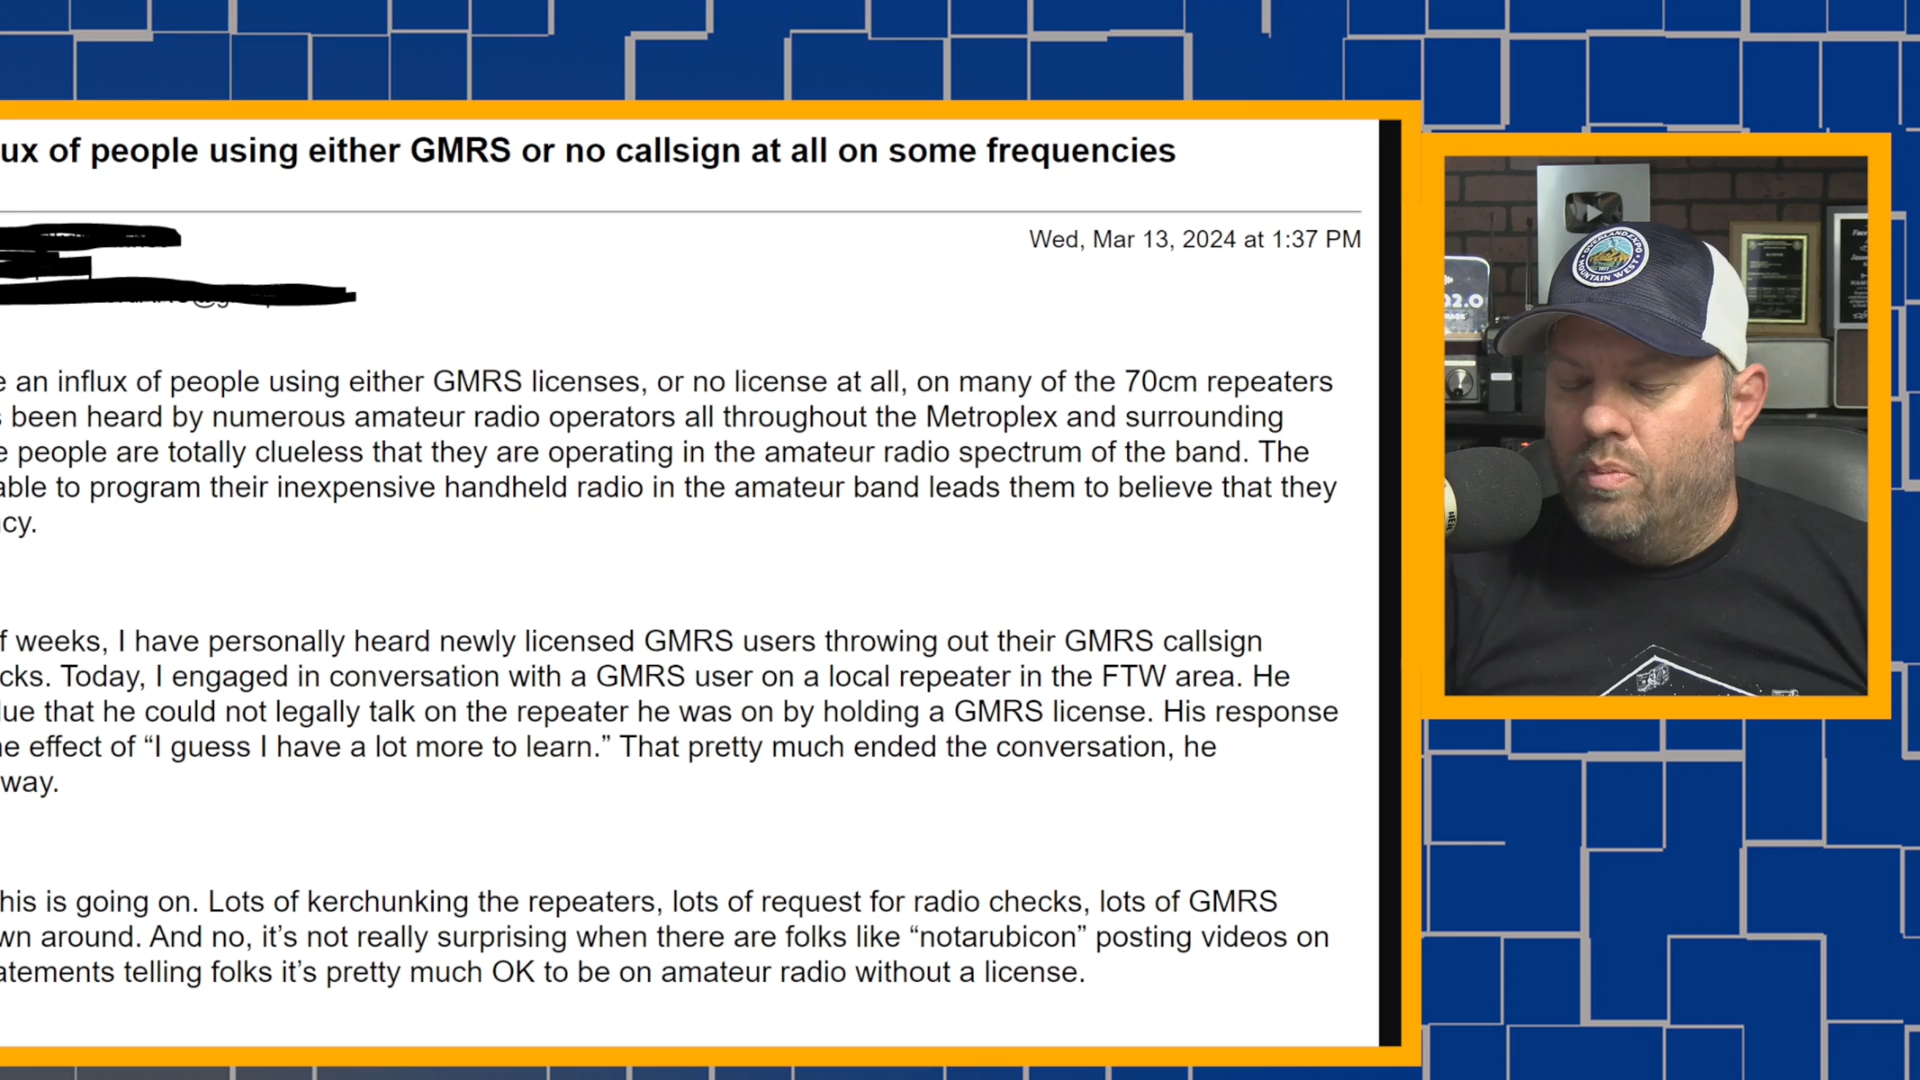 ux of people using either GMRS or no callsign at all on some frequencies
Wed, Mar 13, 2024 at 1:37 PM
e an influx of people using either GMRS licenses, or no license at all, on many of the 70cm repeaters
s been heard by numerous amateur radio operators all throughout the Metroplex and surrounding
e people are totally clueless that they are operating in the amateur radio spectrum of the band. The
able to program their inexpensive handheld radio in the amateur band leads them to believe that they
cy.
f weeks, I have personally heard newly licensed GMRS users throwing out their GMRS callsign
cks. Today, I engaged in conversation with a GMRS user on a local repeater in the FTW area. He
lue that he could not legally talk on the repeater he was on by holding a GMRS license. His response
e effect of “I guess I have a lot more to learn.” That pretty much ended the conversation, he
way.
his is going on. Lots of kerchunking the repeaters, lots of request for radio checks, lots of GMRS
wn around. And no, it’s not really surprising when there are folks like “notarubicon” posting videos on
atements telling folks it’s pretty much OK to be on amateur radio without a license.
OVERLAND EXPO
MOUNTAIN WEST
02.0